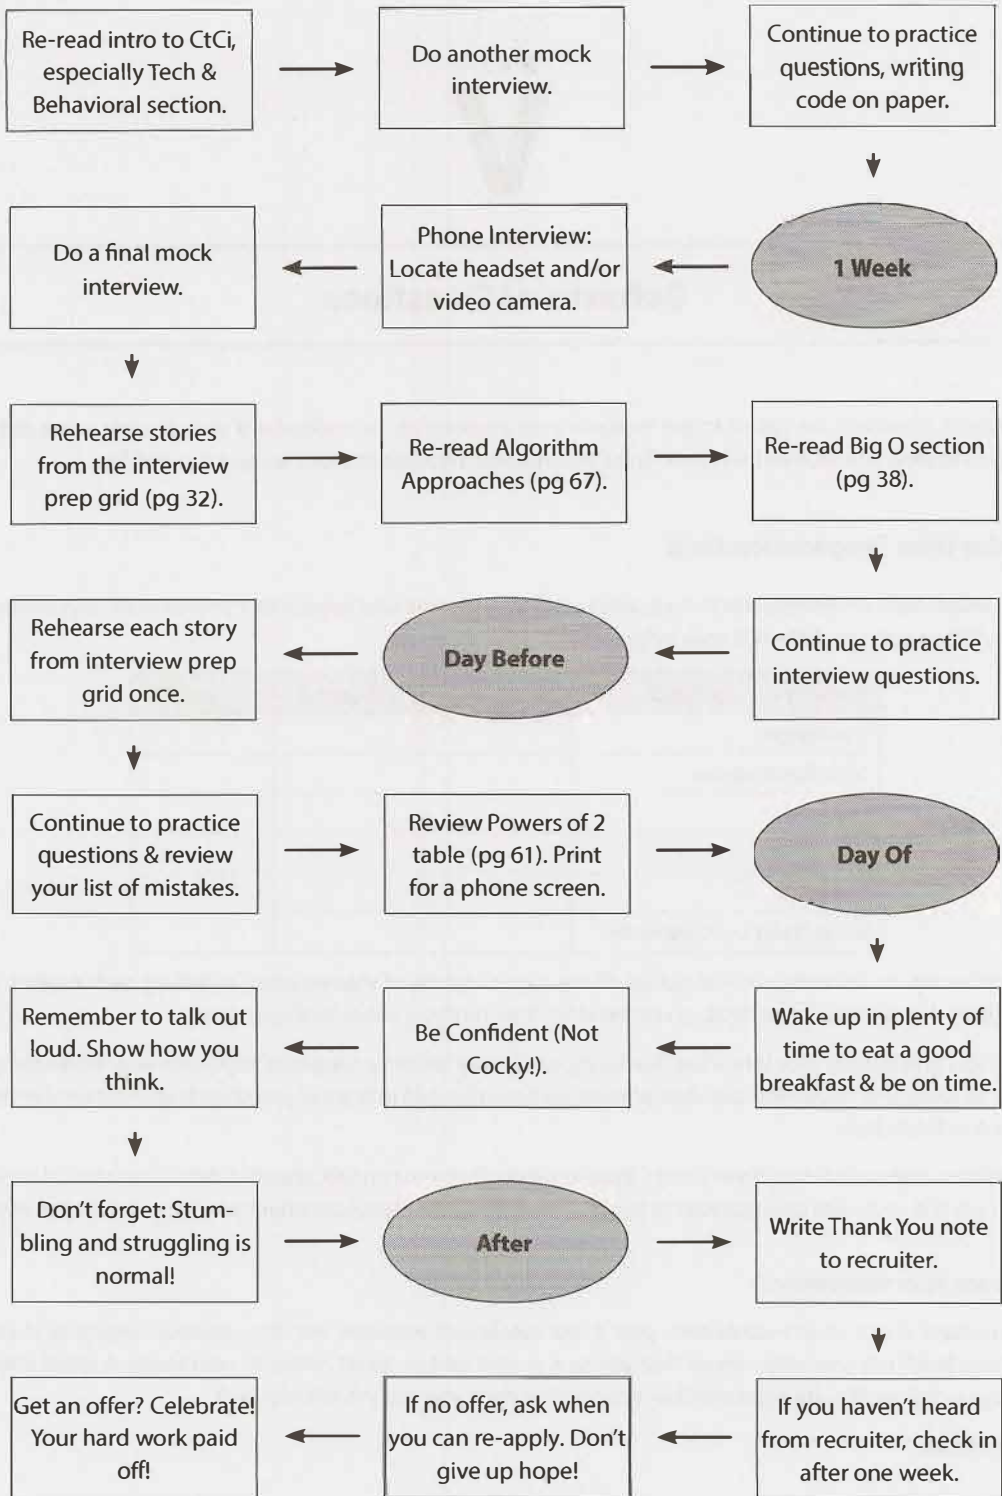 Re-read intro to CtCi,
especially Tech &
Behavioral section.
Do another mock
interview.
Continue to practice
questions, writing
code on paper.
1 Week
Phone Interview:
Locate headset and/or
video camera.
Do a final mock
interview.
Rehearse stories
from the interview
prep grid (pg 32).
Re-read Algorithm
Approaches (pg 67).
Re-read Big O section
(pg 38).
Continue to practice
interview questions.
Day Before
Rehearse each story
from interview prep
grid once.
Continue to practice
questions & review
your list of mistakes.
Review Powers of 2
table (pg 61). Print
for a phone screen.
Day Of
Wake up in plenty of
time to eat a good
breakfast & be on time.
Be Confident (Not
Cocky!).
Remember to talk out
loud. Show how you
think.
Don't forget: Stum-
bling and struggling is
normal!
After
Write Thank You note
to recruiter.
If you haven't heard
from recruiter, check in
after one week.
If no offer, ask when
you can re-apply. Don't
give up hope!
Get an offer? Celebrate!
Your hard work paid
off!